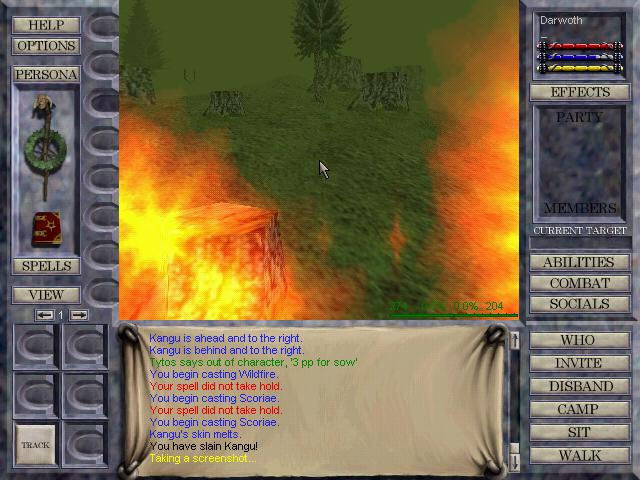 HELP
OPTIONS
PERSONA
SPELLS
VIEW
1
TRACK
Darwoth
EFFECTS
PARTY
MEMBERS
CURRENT TARGET
ABILITIES
COMBAT
SOCIALS
WHO
INVITE
DISBAND
CAMP
SIT
WALK
0.0% 204
Kangu is ahead and to the right.
Kangu is behind and to the right.
Tytos says out of character, '3 pp for sow'
You begin casting Wildfire.
Your spell did not take hold.
You begin casting Scoriae.
Your spell did not take hold.
You begin casting Scoriae.
Kangu's skin melts.
You have slain Kangu!
Taking a screenshot...